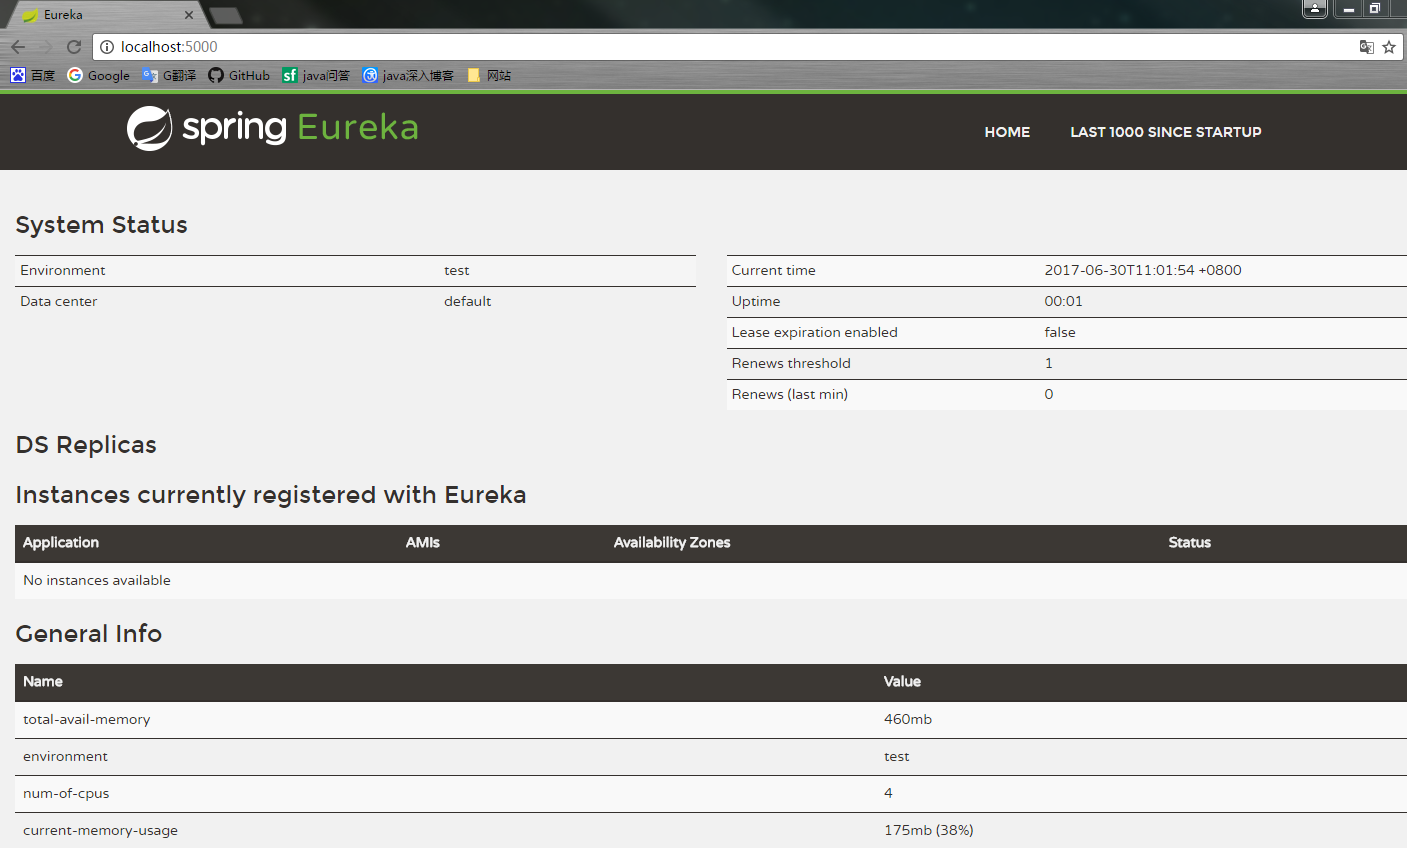 Eureka
localhost:5000
百度 Google G翻译 GitHub sf java问答 java深入博客 网站
spring Eureka HOME LAST 1000 SINCE STARTUP
System Status
Environment test
Data center default
Current time 2017-06-30T11:01:54 +0800
Uptime 00:01
Lease expiration enabled false
Renews threshold 1
Renews (last min) 0
DS Replicas
Instances currently registered with Eureka
Application AMIs Availability Zones Status
No instances available
General Info
Name Value
total-avail-memory 460mb
environment test
num-of-cpus 4
current-memory-usage 175mb (38%)